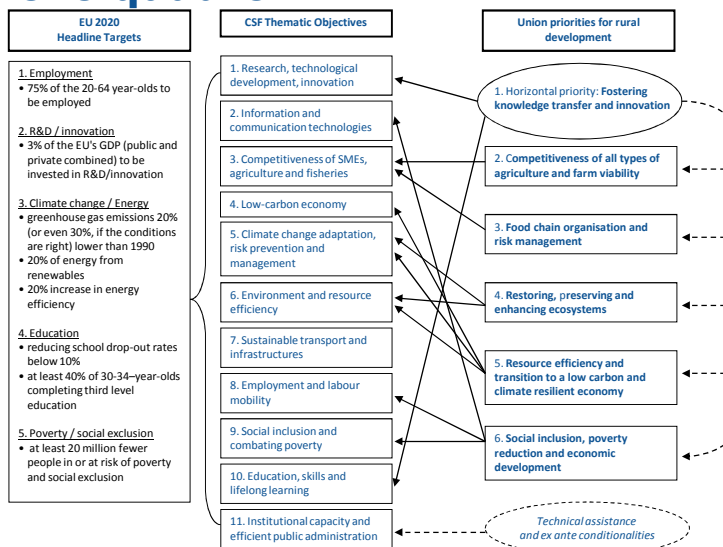 EU 2020
Headline Targets
1. Employment
• 75% of the 20-64 year-olds to
be employed
2. R&D / innovation
• 3% of the EU's GDP (public and
private combined) to be
invested in R&D/innovation
3. Climate change / Energy
• greenhouse gas emissions 20%
(or even 30%, if the conditions
are right) lower than 1990
• 20% of energy from
renewables
• 20% increase in energy
efficiency
4. Education
• reducing school drop-out rates
below 10%
• at least 40% of 30-34–year-olds
completing third level
education
5. Poverty / social exclusion
• at least 20 million fewer
people in or at risk of poverty
and social exclusion
CSF Thematic Objectives
1. Research, technological
development, innovation
2. Information and
communication technologies
3. Competitiveness of SMEs,
agriculture and fisheries
4. Low-carbon economy
5. Climate change adaptation,
risk prevention and
management
6. Environment and resource
efficiency
7. Sustainable transport and
infrastructures
8. Employment and labour
mobility
9. Social inclusion and
combating poverty
10. Education, skills and
lifelong learning
11. Institutional capacity and
efficient public administration
Union priorities for rural
development
1. Horizontal priority: Fostering
knowledge transfer and innovation
2. Competitiveness of all types of
agriculture and farm viability
3. Food chain organisation and
risk management
4. Restoring, preserving and
enhancing ecosystems
5. Resource efficiency and
transition to a low carbon and
climate resilient economy
6. Social inclusion, poverty
reduction and economic
development
Technical assistance
and ex ante conditionalities